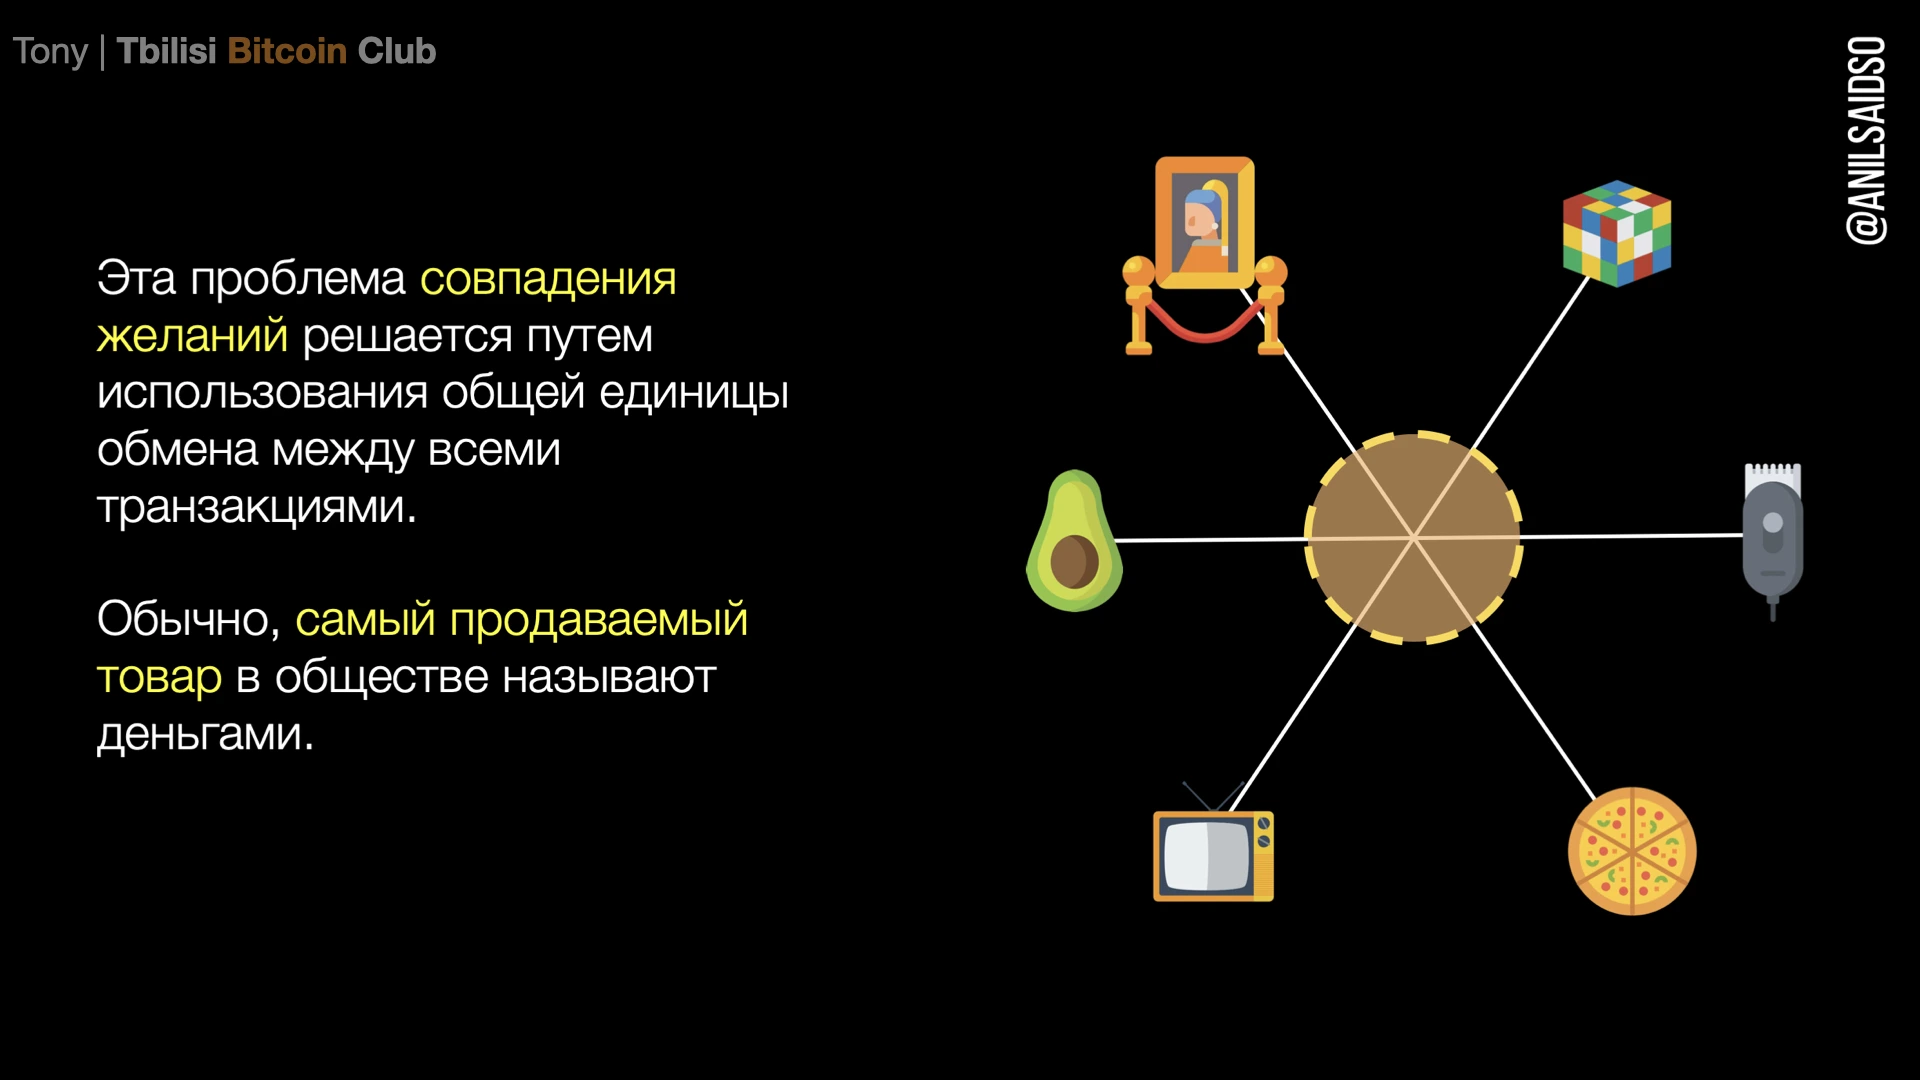 Tony | Tbilisi Bitcoin Club
@ANILSAIDSO
Эта проблема совпадения
желаний решается путем
использования общей единицы
обмена между всеми
транзакциями.
Обычно, самый продаваемый
товар в обществе называют
деньгами.